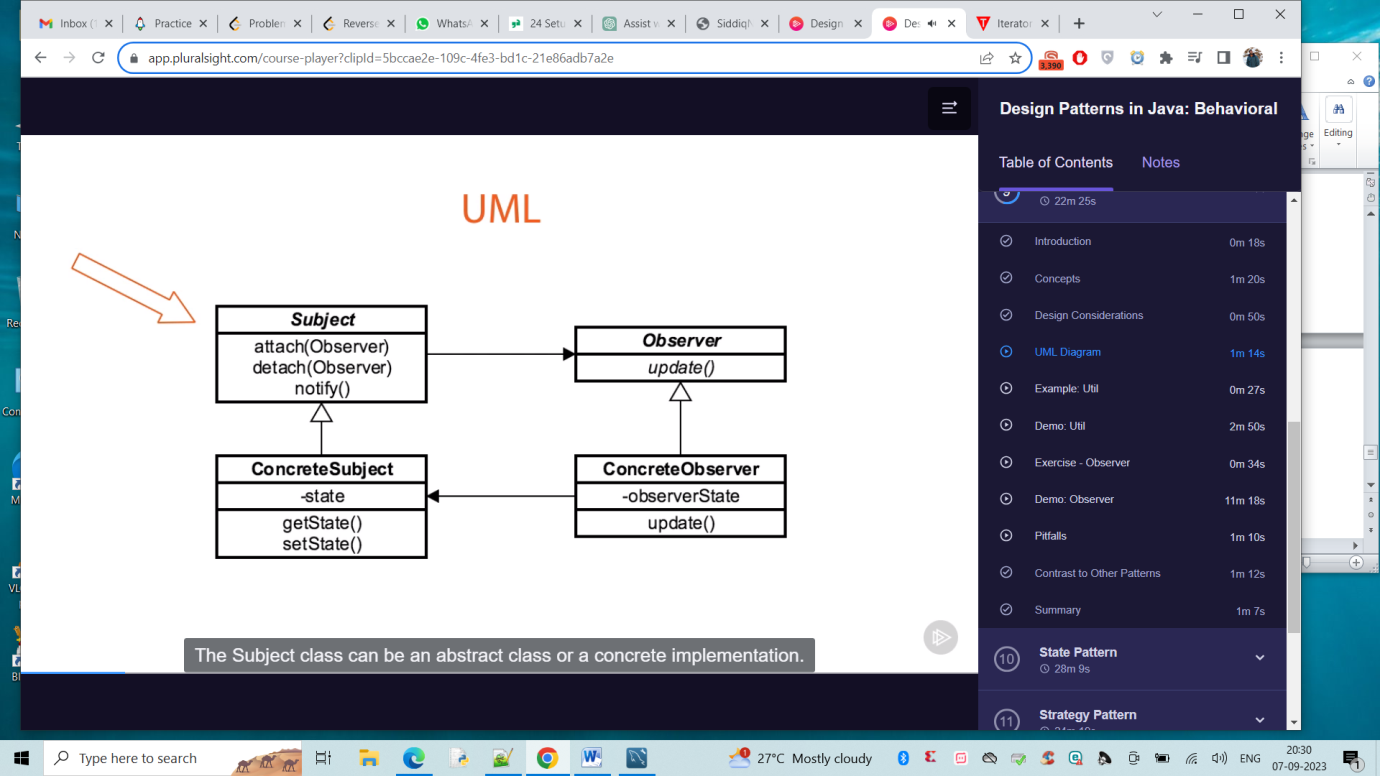 Inbox (1
Practice
Problem
Reverse
WhatsA
24 Setu
Assist w
SiddiqN
Design
Des
Iterator
app.pluralsight.com/course-player?clipId=5bccae2e-109c-4fe3-bd1c-21e86adb7a2e
3,390
Design Patterns in Java: Behavioral
Table of Contents
Notes
Editing
22m 25s
Introduction
0m 18s
Concepts
1m 20s
Design Considerations
0m 50s
UML Diagram
1m 14s
Example: Util
0m 27s
Demo: Util
2m 50s
Exercise - Observer
0m 34s
Demo: Observer
11m 18s
Pitfalls
1m 10s
Contrast to Other Patterns
1m 12s
Summary
1m 7s
10
State Pattern
28m 9s
11
Strategy Pattern
UML
Subject
attach(Observer)
detach(Observer)
notify()
Observer
update()
ConcreteSubject
-state
getState()
setState()
ConcreteObserver
-observerState
update()
The Subject class can be an abstract class or a concrete implementation.
Type here to search
27°C Mostly cloudy
ENG
20:30
07-09-2023